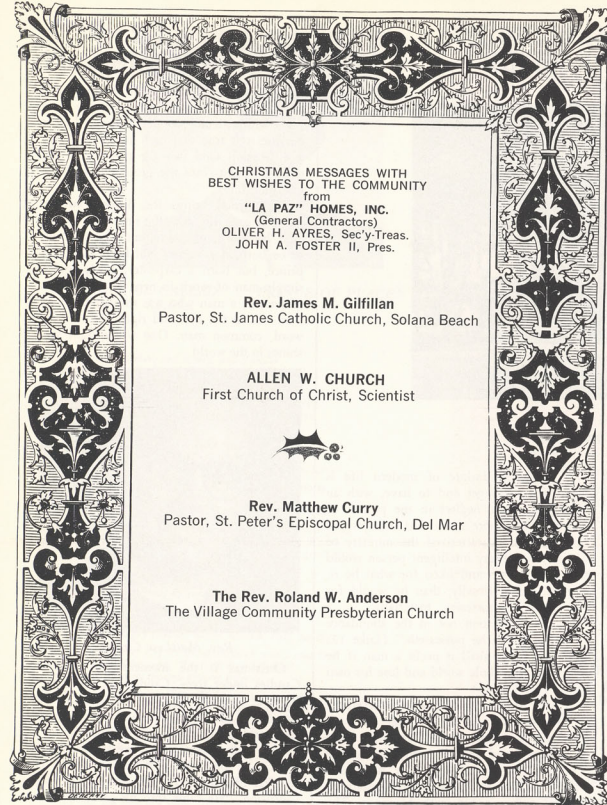 CHRISTMAS MESSAGES WITH
BEST WISHES TO THE COMMUNITY
from
"LA PAZ" HOMES, INC.
(General Contractors)
OLIVER H. AYRES, Sec'y-Treas.
JOHN A. FOSTER II, Pres.
Rev. James M. Gilfillan
Pastor, St. James Catholic Church, Solana Beach
ALLEN W. CHURCH
First Church of Christ, Scientist
Rev. Matthew Curry
Pastor, St. Peter's Episcopal Church, Del Mar
The Rev. Roland W. Anderson
The Village Community Presbyterian Church